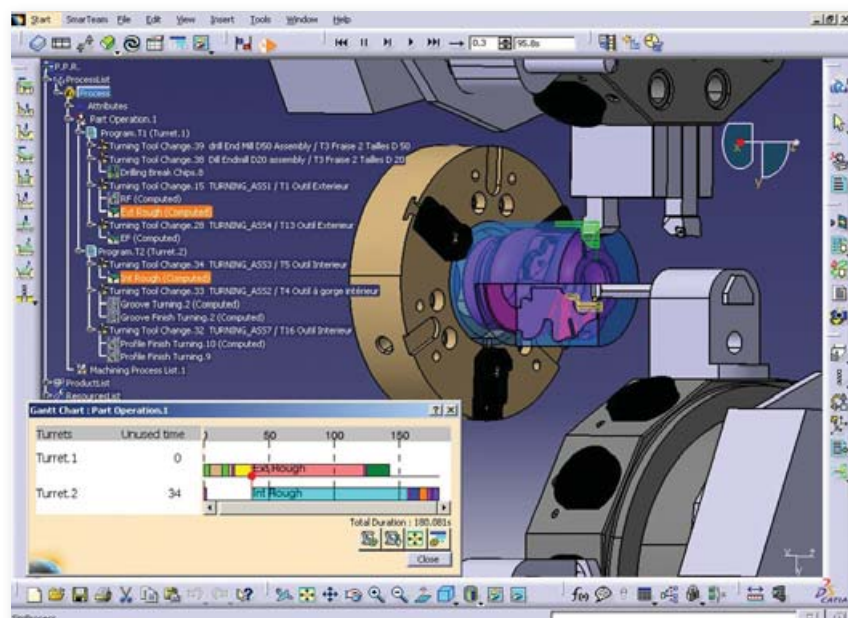 Start SmarTeam File Edit View Insert Tools Window Help
0.3 95.8s
P.P.R.
ProcessList
Process
Attributes
Part Operation.1
Program.T1 (Turret.1)
Turning Tool Change.39 drill End Mill D50 Assembly / T3 Fraise 2 Tailles D 50
Turning Tool Change.38 Dill Endmill D20 assembly / T3 Fraise 2 Tailles D 20
Drilling Break Chips.8
Turning Tool Change.15 TURNING_ASS1 / T1 Outil Exterieur
RF (Computed)
Ext Rough (Computed)
Turning Tool Change.28 TURNING_ASS4 / T13 Outil Exterieur
EF (Computed)
Program.T2 (Turret.2)
Turning Tool Change.34 TURNING_ASS3 / T5 Outil Interieur
Int Rough (Computed)
Turning Tool Change.33 TURNING_ASS2 / T4 Outil à gorge intérieur
Groove Turning.2 (Computed)
Groove Finish Turning.2 (Computed)
Turning Tool Change.32 TURNING_ASS7 / T16 Outil Interieur
Profile Finish Turning.10 (Computed)
Profile Finish Turning.9
Machining Process List.1
ProductList
ResourcesList
Gantt Chart : Part Operation.1
Turrets Unused time 50 100 150
Turret.1 0 Ext Rough
Turret.2 34 Int Rough
Total Duration : 180.081s
Close
x
y
z
f(x)
CATIA